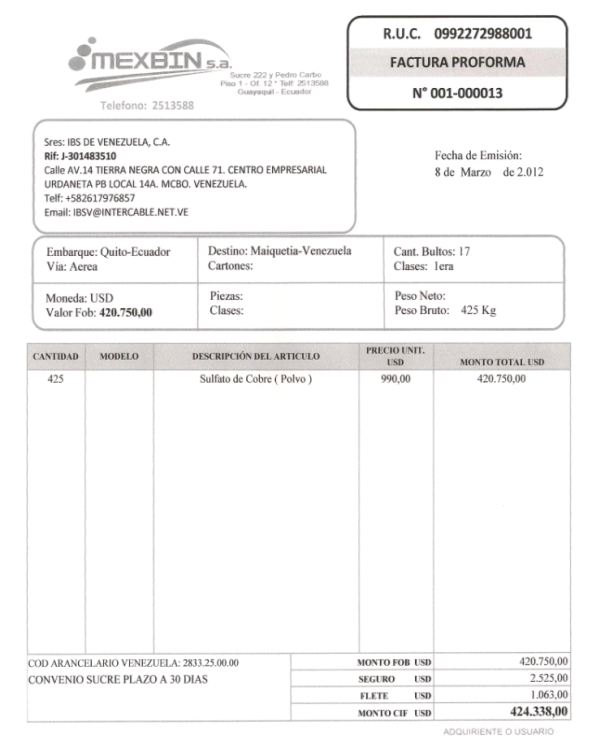 MEXBIN s.a.
Sucre 222 y Pedro Carbo
Piso 1 - Of. 12 * Telf: 2513588
Guayaquil - Ecuador
Telefono: 2513588
R.U.C. 0992272988001
FACTURA PROFORMA
N° 001-000013
Sres: IBS DE VENEZUELA, C.A.
Rif: J-301483510
Calle AV.14 TIERRA NEGRA CON CALLE 71. CENTRO EMPRESARIAL
URDANETA PB LOCAL 14A. MCBO. VENEZUELA.
Telf: +582617976857
Email: IBSV@INTERCABLE.NET.VE
Fecha de Emisión:
8 de Marzo de 2.012
Embarque: Quito-Ecuador
Via: Aerea
Destino: Maiquetia-Venezuela
Cartones:
Cant. Bultos: 17
Clases: 1era
Moneda: USD
Valor Fob: 420.750,00
Piezas:
Clases:
Peso Neto:
Peso Bruto: 425 Kg
CANTIDAD MODELO DESCRIPCIÓN DEL ARTICULO PRECIO UNIT. USD MONTO TOTAL USD
425 Sulfato de Cobre ( Polvo ) 990,00 420.750,00
COD ARANCELARIO VENEZUELA: 2833.25.00.00
CONVENIO SUCRE PLAZO A 30 DIAS
MONTO FOB USD 420.750,00
SEGURO USD 2.525,00
FLETE USD 1.063,00
MONTO CIF USD 424.338,00
ADQUIRIENTE O USUARIO